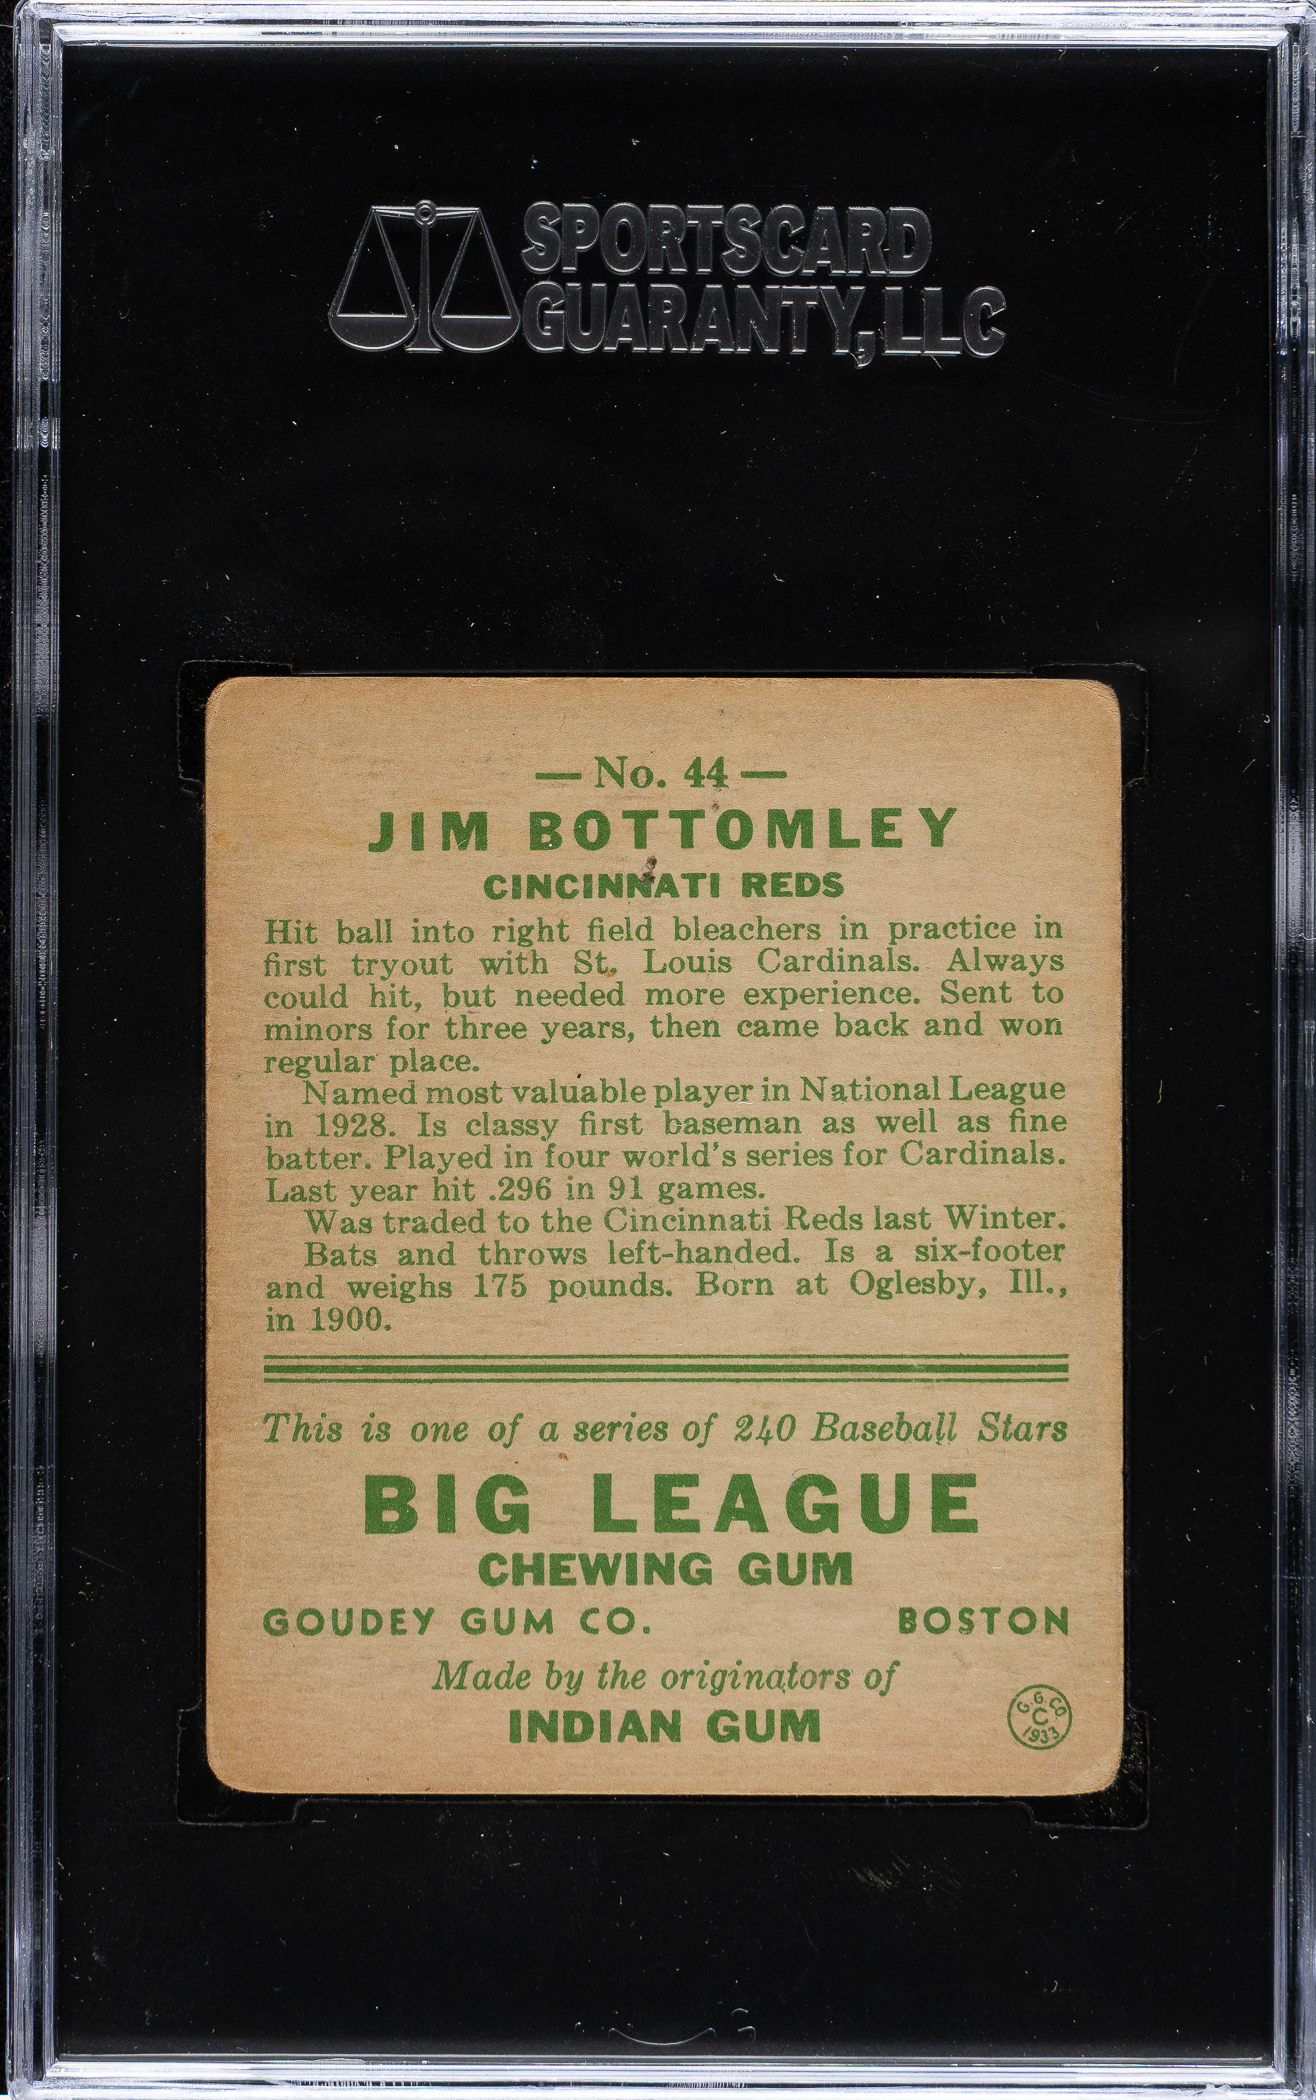 SPORTSCARD
GUARANTY, LLC
— No. 44 —
JIM BOTTOMLEY
CINCINNATI REDS
Hit ball into right field bleachers in practice in
first tryout with St. Louis Cardinals. Always
could hit, but needed more experience. Sent to
minors for three years, then came back and won
regular place.
Named most valuable player in National League
in 1928. Is classy first baseman as well as fine
batter. Played in four world's series for Cardinals.
Last year hit .296 in 91 games.
Was traded to the Cincinnati Reds last Winter.
Bats and throws left-handed. Is a six-footer
and weighs 175 pounds. Born at Oglesby, Ill.,
in 1900.
This is one of a series of 240 Baseball Stars
BIG LEAGUE
CHEWING GUM
GOUDEY GUM CO. BOSTON
Made by the originators of
INDIAN GUM
G. G. CO.
C
1933